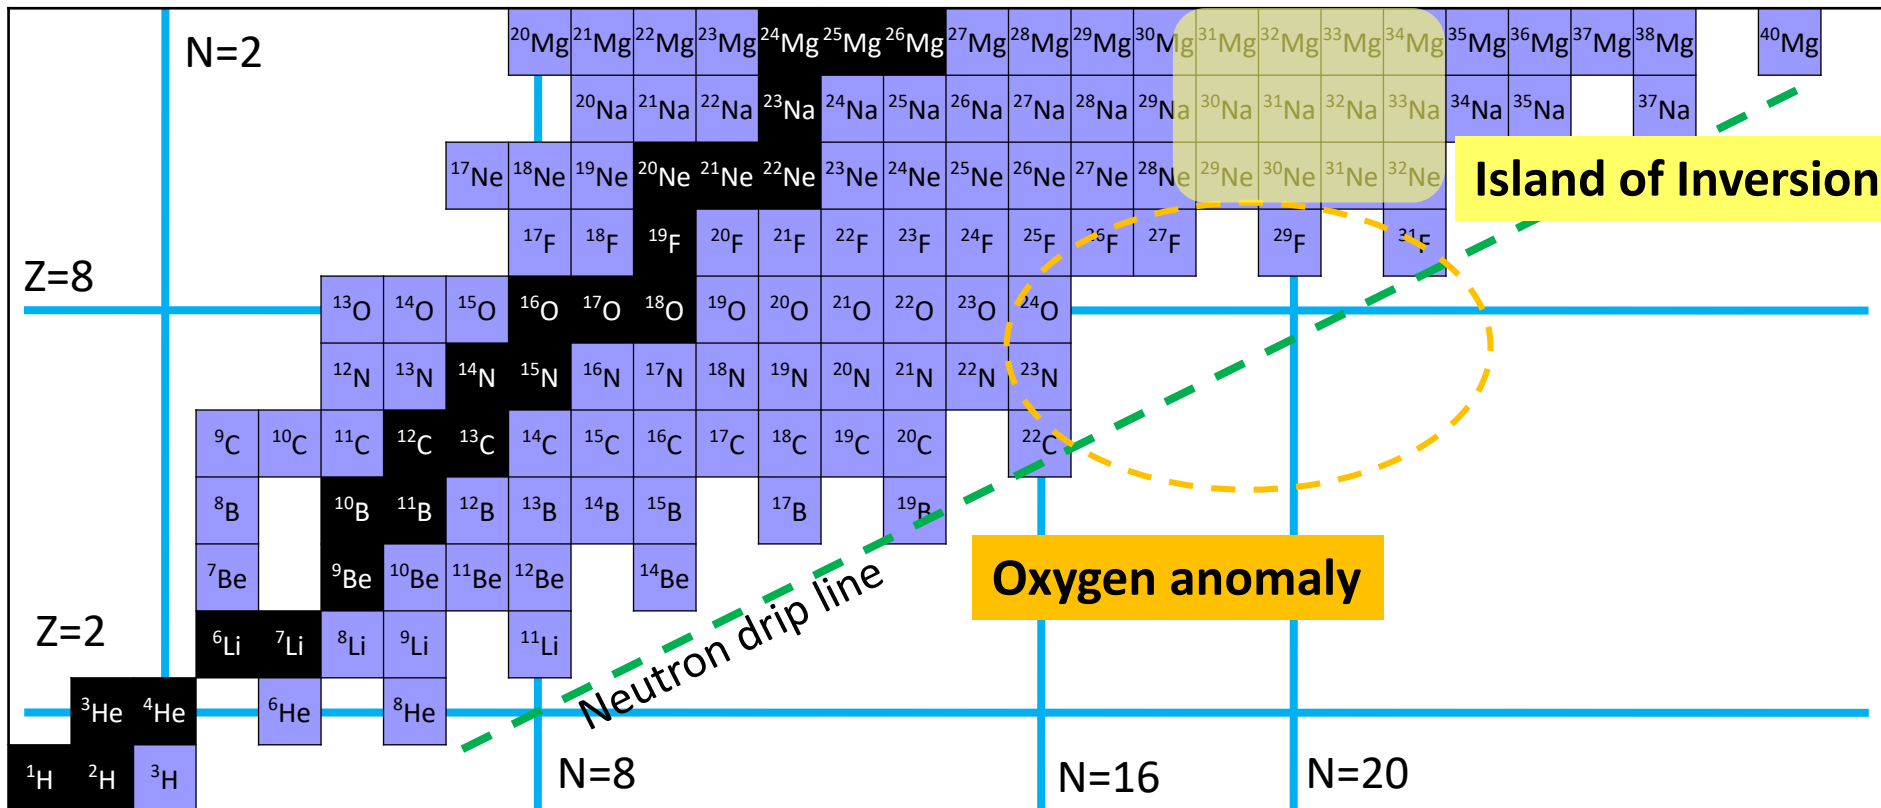 N=2
²⁰Mg ²¹Mg ²²Mg ²³Mg ²⁴Mg ²⁵Mg ²⁶Mg ²⁷Mg ²⁸Mg ²⁹Mg ³⁰Mg ³¹Mg ³²Mg ³³Mg ³⁴Mg ³⁵Mg ³⁶Mg ³⁷Mg ³⁸Mg ⁴⁰Mg
²⁰Na ²¹Na ²²Na ²³Na ²⁴Na ²⁵Na ²⁶Na ²⁷Na ²⁸Na ²⁹Na ³⁰Na ³¹Na ³²Na ³³Na ³⁴Na ³⁵Na ³⁷Na
¹⁷Ne ¹⁸Ne ¹⁹Ne ²⁰Ne ²¹Ne ²²Ne ²³Ne ²⁴Ne ²⁵Ne ²⁶Ne ²⁷Ne ²⁸Ne ²⁹Ne ³⁰Ne ³¹Ne ³²Ne
Island of Inversion
¹⁷F ¹⁸F ¹⁹F ²⁰F ²¹F ²²F ²³F ²⁴F ²⁵F ²⁶F ²⁷F ²⁹F ³¹F
Z=8
¹³O ¹⁴O ¹⁵O ¹⁶O ¹⁷O ¹⁸O ¹⁹O ²⁰O ²¹O ²²O ²³O ²⁴O
¹²N ¹³N ¹⁴N ¹⁵N ¹⁶N ¹⁷N ¹⁸N ¹⁹N ²⁰N ²¹N ²²N ²³N
⁹C ¹⁰C ¹¹C ¹²C ¹³C ¹⁴C ¹⁵C ¹⁶C ¹⁷C ¹⁸C ¹⁹C ²⁰C ²²C
⁸B ¹⁰B ¹¹B ¹²B ¹³B ¹⁴B ¹⁵B ¹⁷B ¹⁹B
⁷Be ⁹Be ¹⁰Be ¹¹Be ¹²Be ¹⁴Be
Oxygen anomaly
Neutron drip line
Z=2
⁶Li ⁷Li ⁸Li ⁹Li ¹¹Li
³He ⁴He ⁶He ⁸He
¹H ²H ³H
N=8
N=16
N=20